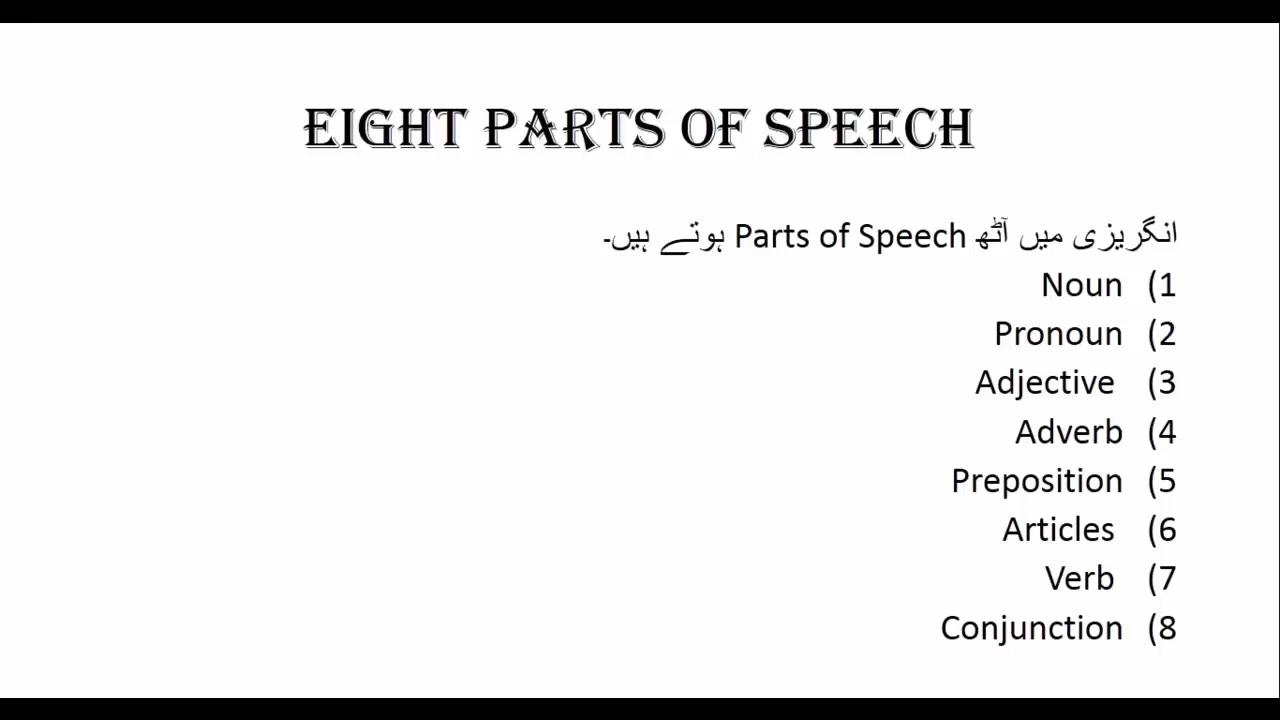 EIGHT PARTS OF SPEECH
انگریزی میں آٹھ Parts of Speech ہوتے ہیں۔
1) Noun
2) Pronoun
3) Adjective
4) Adverb
5) Preposition
6) Articles
7) Verb
8) Conjunction